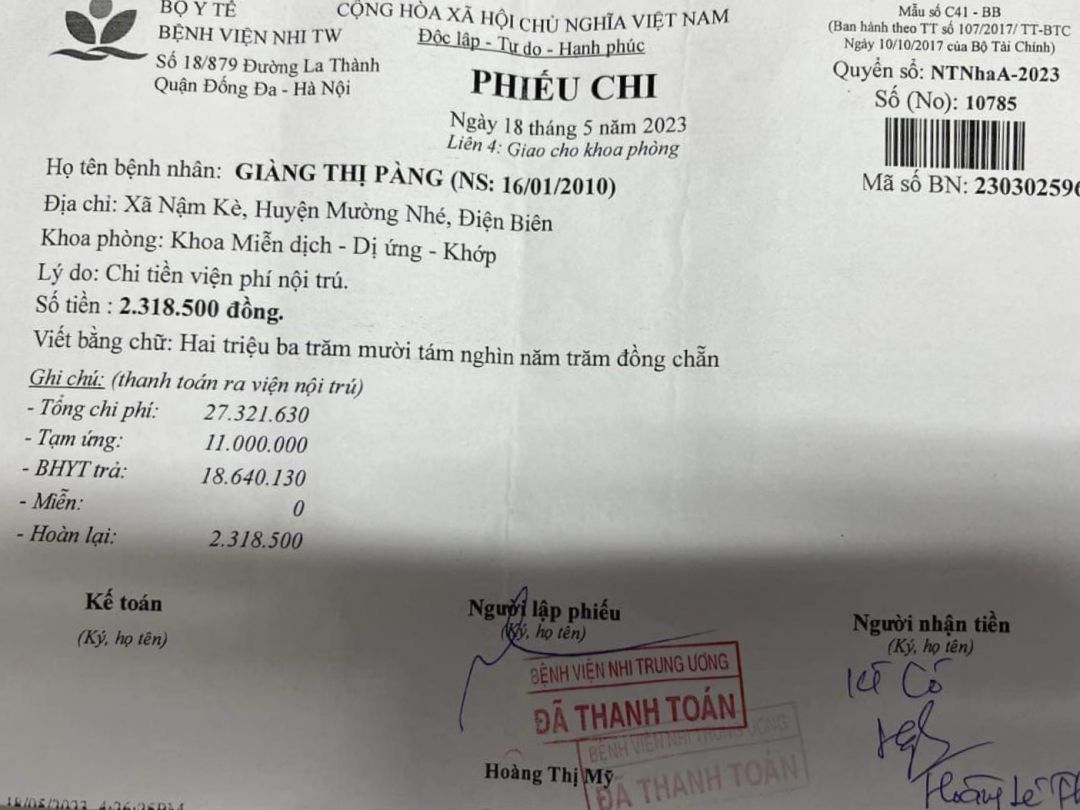 BỘ Y TẾ
BỆNH VIỆN NHI TW
Số 18/879 Đường La Thành
Quận Đống Đa - Hà Nội
CỘNG HÒA XÃ HỘI CHỦ NGHĨA VIỆT NAM
Độc lập - Tự do - Hạnh phúc
PHIẾU CHI
Ngày 18 tháng 5 năm 2023
Liên 4: Giao cho khoa phòng
Mẫu số C41 - BB
(Ban hành theo TT số 107/2017/ TT-BTC
Ngày 10/10/2017 của Bộ Tài Chính)
Quyển số: NTNhaA-2023
Số (No): 10785
Mã số BN: 230302596
Họ tên bệnh nhân: GIÀNG THỊ PÀNG (NS: 16/01/2010)
Địa chỉ: Xã Nậm Kè, Huyện Mường Nhé, Điện Biên
Khoa phòng: Khoa Miễn dịch - Dị ứng - Khớp
Lý do: Chi tiền viện phí nội trú.
Số tiền : 2.318.500 đồng.
Viết bằng chữ: Hai triệu ba trăm mười tám nghìn năm trăm đồng chẵn
Ghi chú: (thanh toán ra viện nội trú)
- Tổng chi phí: 27.321.630
- Tạm ứng: 11.000.000
- BHYT trả: 18.640.130
- Miễn: 0
- Hoàn lại: 2.318.500
Kế toán
(Ký, họ tên)
Người lập phiếu
(Ký, họ tên)
BỆNH VIỆN NHI TRUNG ƯƠNG
ĐÃ THANH TOÁN
BỆNH VIỆN NHI TRUNG ƯƠNG
ĐÃ THANH TOÁN
Hoàng Thị Mỹ
Người nhận tiền
(Ký, họ tên)